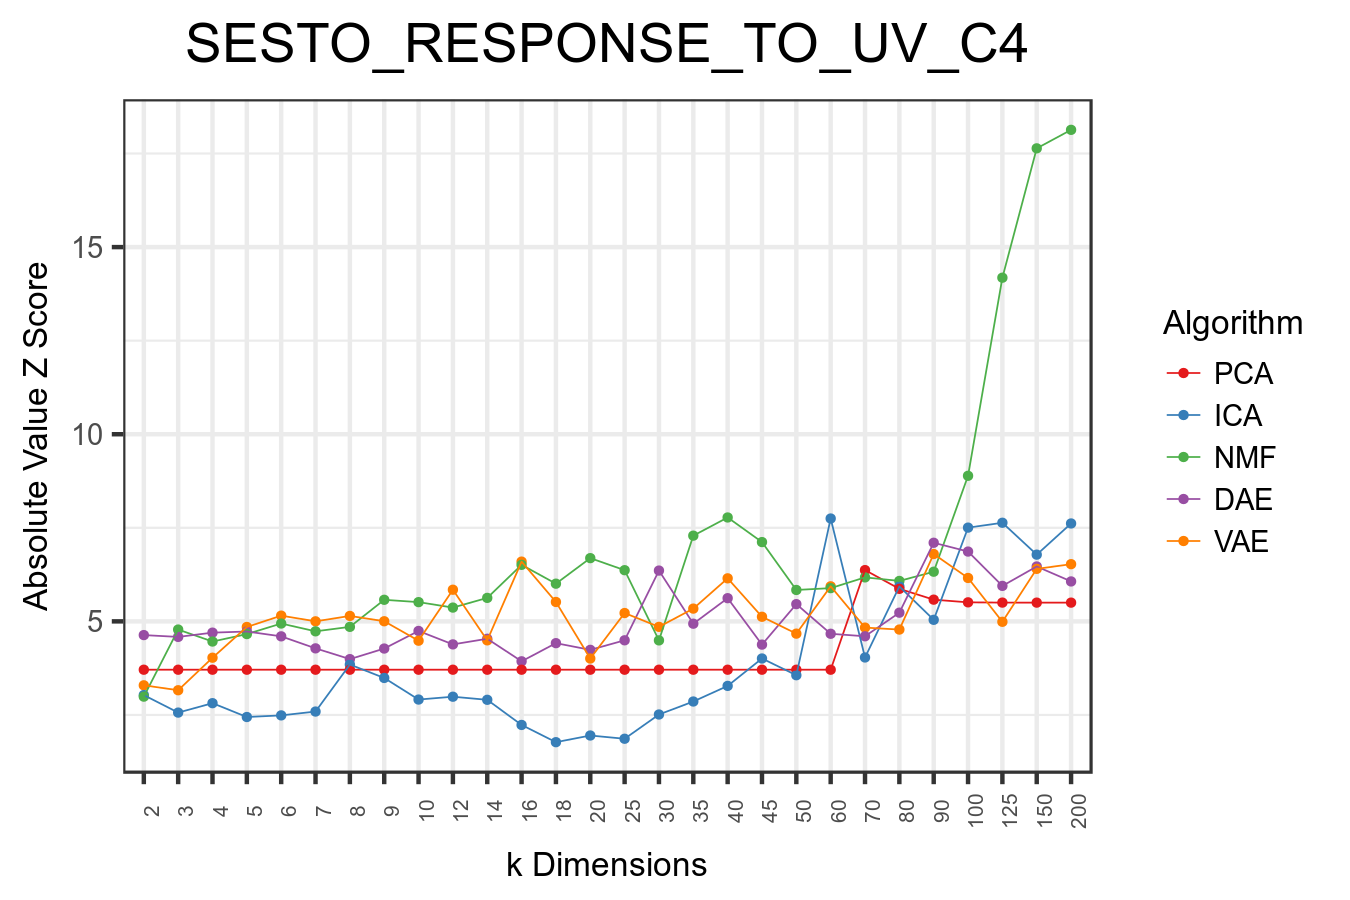 SESTO_RESPONSE_TO_UV_C4
Absolute Value Z Score
15
10
5
2 3 4 5 6 7 8 9 10 12 14 16 18 20 25 30 35 40 45 50 60 70 80 90 100 125 150 200
k Dimensions
Algorithm
PCA
ICA
NMF
DAE
VAE